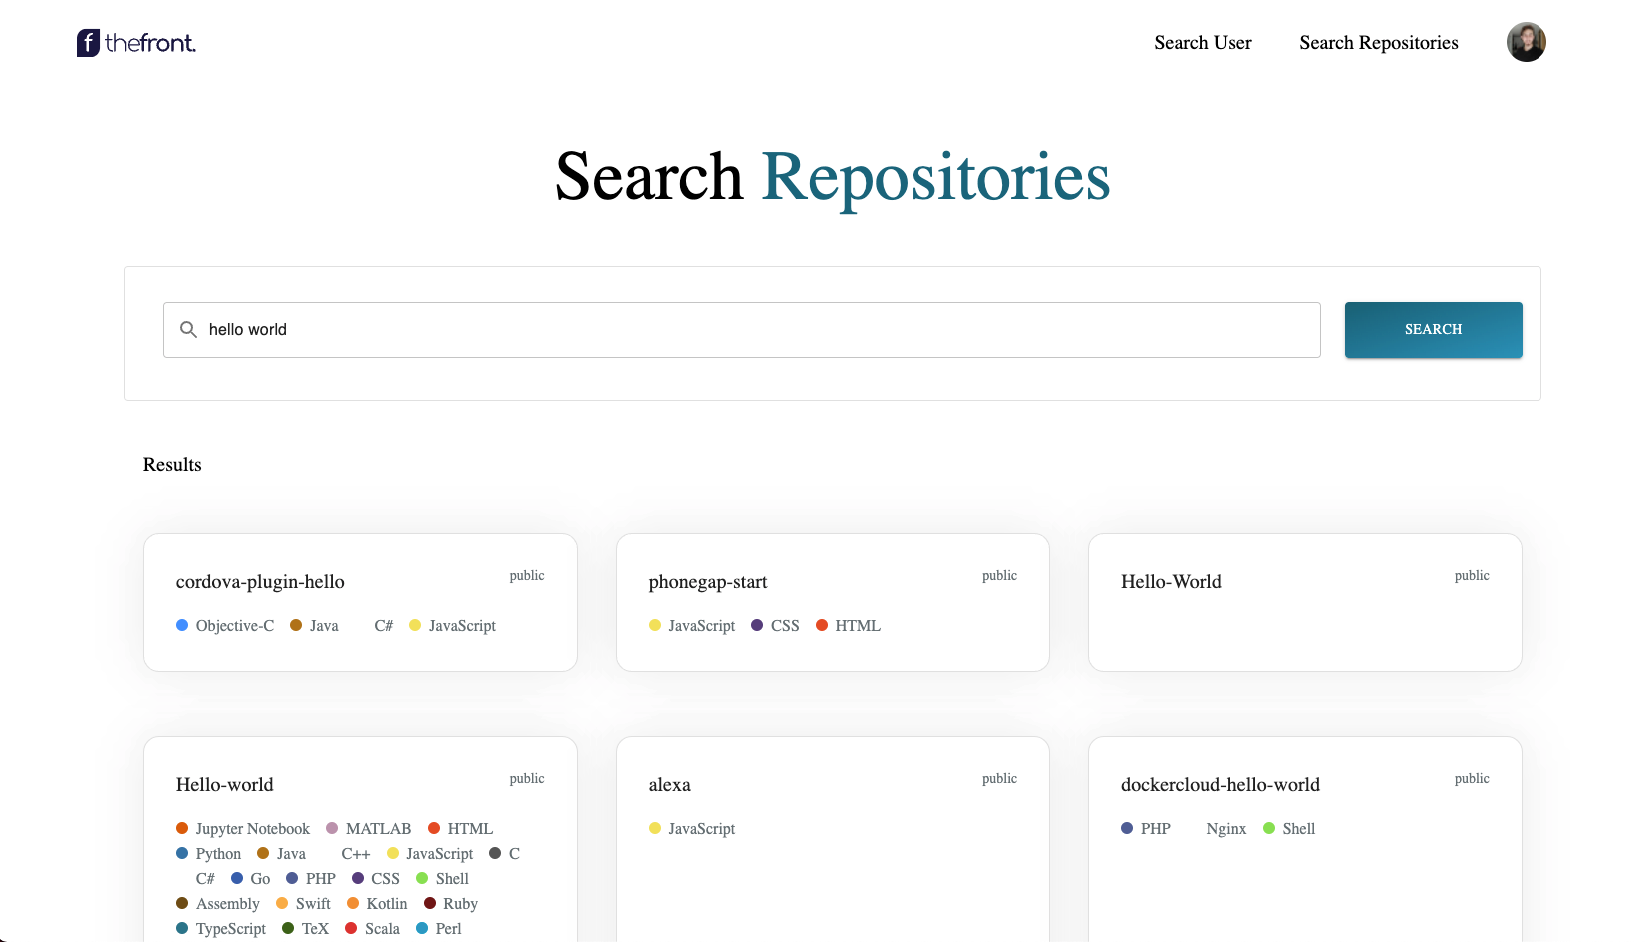 f thefront.
Search User
Search Repositories
Search Repositories
hello world
SEARCH
Results
cordova-plugin-hello
public
Objective-C Java C# JavaScript
phonegap-start
public
JavaScript CSS HTML
Hello-World
public
Hello-world
public
Jupyter Notebook MATLAB HTML
Python Java C++ JavaScript C
C# Go PHP CSS Shell
Assembly Swift Kotlin Ruby
TypeScript TeX Scala Perl
alexa
public
JavaScript
dockercloud-hello-world
public
PHP Nginx Shell